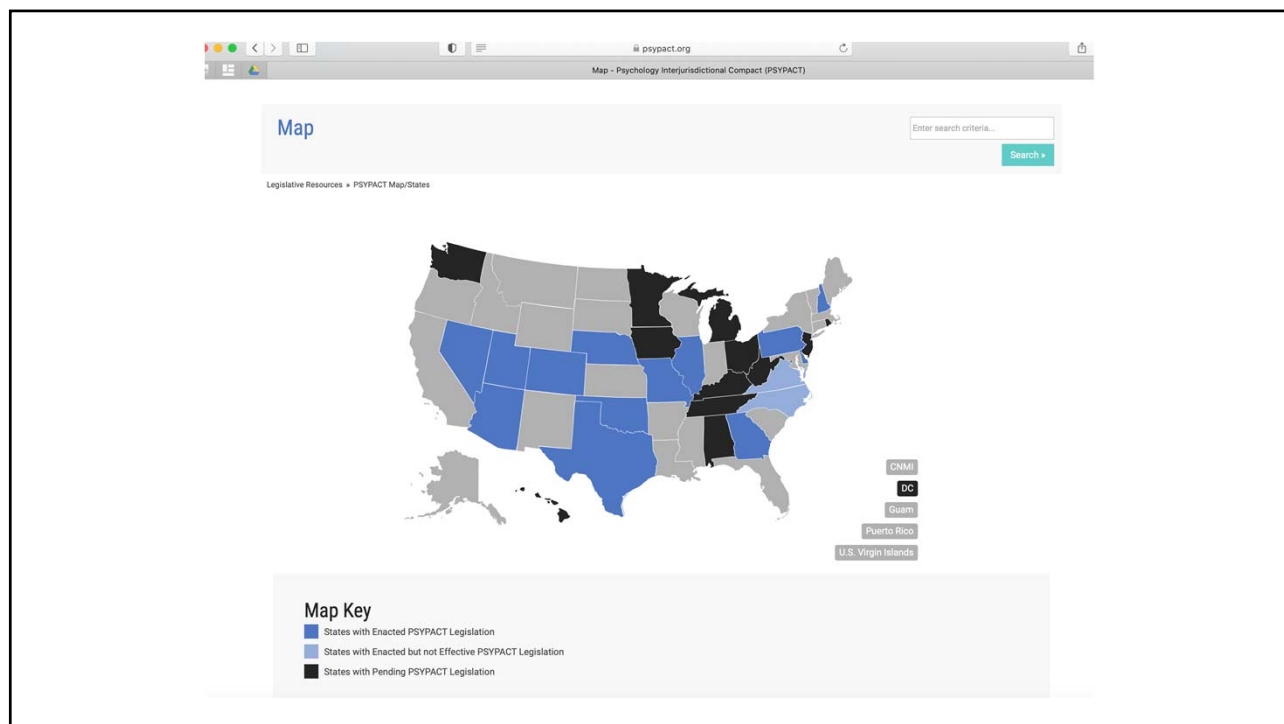 psypact.org
Map - Psychology Interjurisdictional Compact (PSYPACT)
Map
Enter search criteria...
Search »
Legislative Resources » PSYPACT Map/States
CNMI
DC
Guam
Puerto Rico
U.S. Virgin Islands
Map Key
States with Enacted PSYPACT Legislation
States with Enacted but not Effective PSYPACT Legislation
States with Pending PSYPACT Legislation